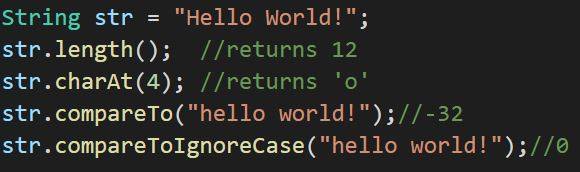 String str = "Hello World!";
str.length();  //returns 12
str.charAt(4); //returns 'o'
str.compareTo("hello world!");//-32
str.compareToIgnoreCase("hello world!");//0